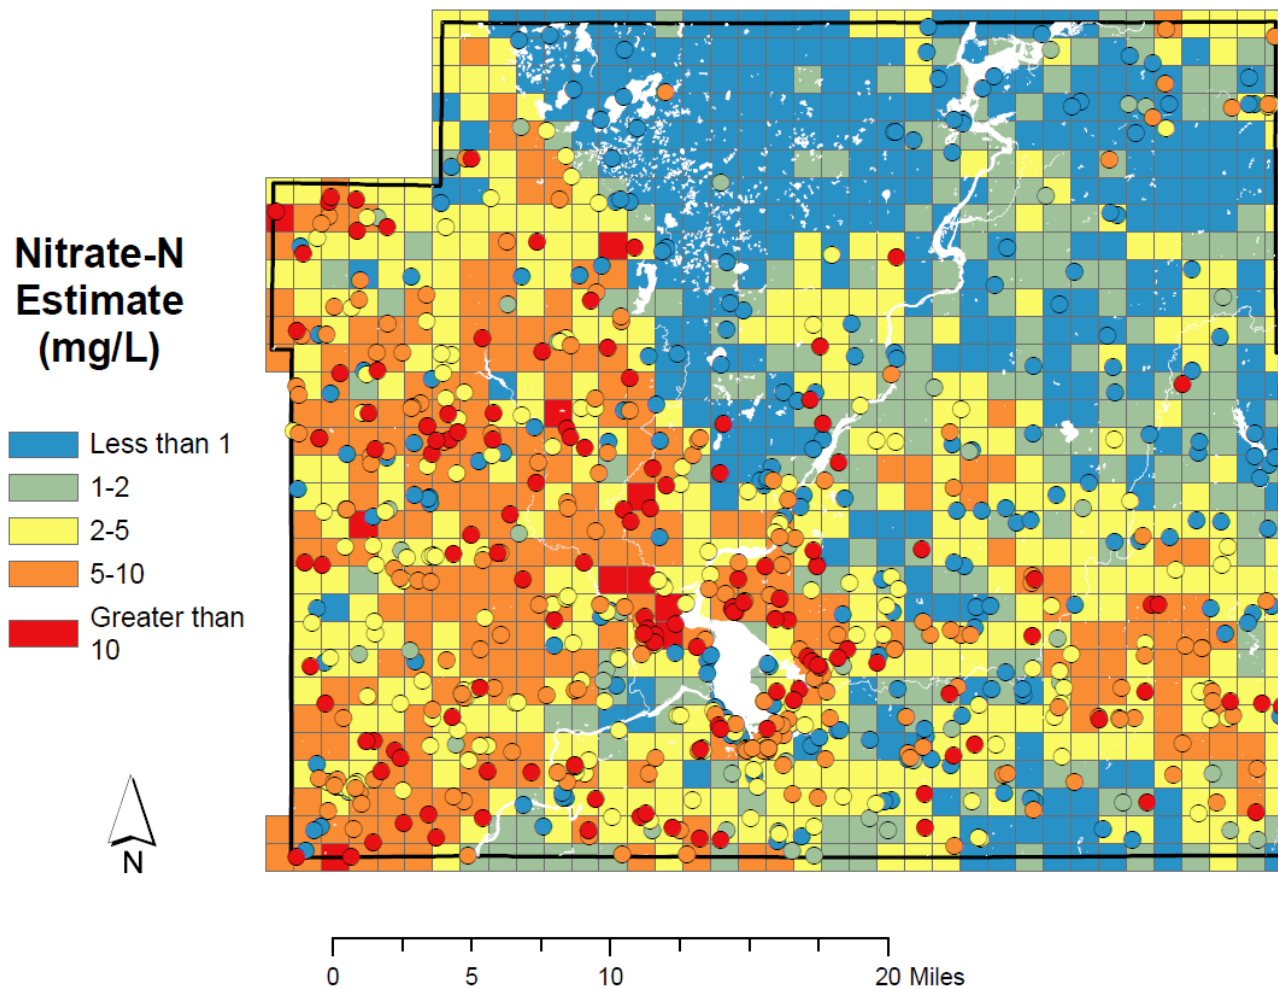 Nitrate-N
Estimate
(mg/L)
Less than 1
1-2
2-5
5-10
Greater than
10
N
0 5 10 20 Miles